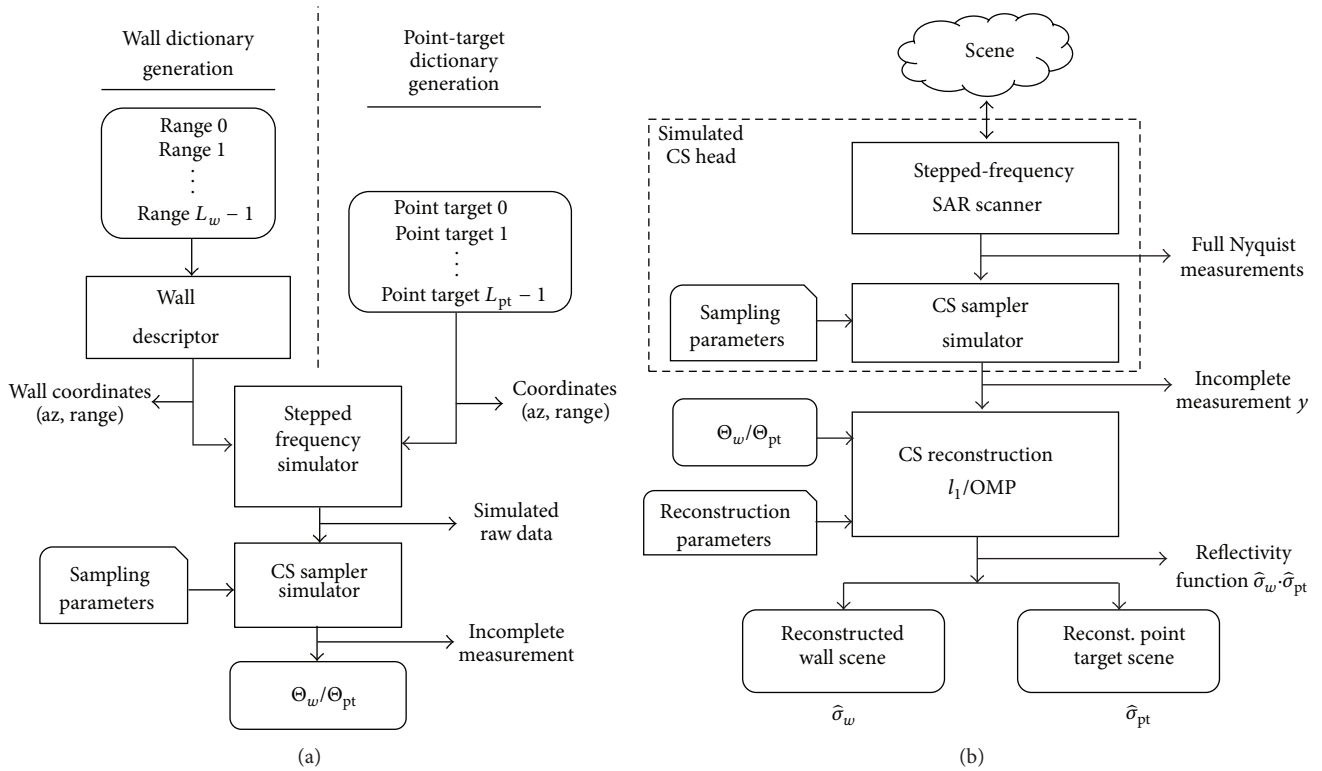 Wall dictionary
generation
Point-target
dictionary
generation
Range 0
Range 1
⋮
Range L_w − 1
Point target 0
Point target 1
⋮
Point target L_pt − 1
Wall
descriptor
Wall coordinates
(az, range)
Coordinates
(az, range)
Stepped
frequency
simulator
Simulated
raw data
Sampling
parameters
CS sampler
simulator
Incomplete
measurement
Θ_w/Θ_pt
(a)
Scene
Simulated
CS head
Stepped-frequency
SAR scanner
Full Nyquist
measurements
Sampling
parameters
CS sampler
simulator
Incomplete
measurement y
Θ_w/Θ_pt
CS reconstruction
l_1/OMP
Reconstruction
parameters
Reflectivity
function σ̂_w·σ̂_pt
Reconstructed
wall scene
Reconst. point
target scene
σ̂_w
σ̂_pt
(b)